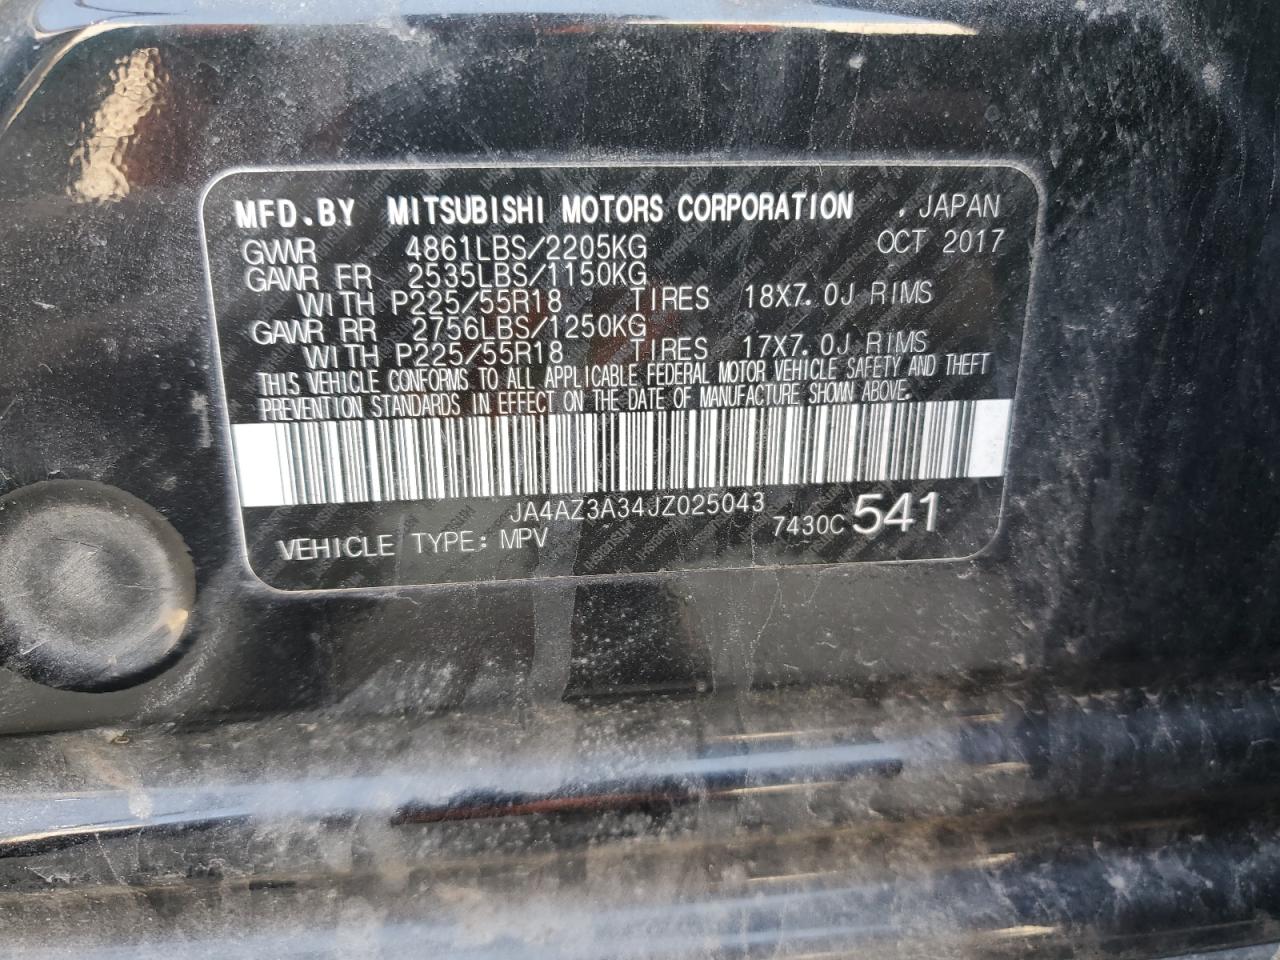 MFD.BY MITSUBISHI MOTORS CORPORATION , JAPAN
GVWR 4861LBS/2205KG OCT 2017
GAWR FR 2535LBS/1150KG
WITH P225/55R18 TIRES 18X7.0J RIMS
GAWR RR 2756LBS/1250KG
WITH P225/55R18 TIRES 17X7.0J RIMS
THIS VEHICLE CONFORMS TO ALL APPLICABLE FEDERAL MOTOR VEHICLE SAFETY AND THEFT
PREVENTION STANDARDS IN EFFECT ON THE DATE OF MANUFACTURE SHOWN ABOVE.
JA4AZ3A34JZ025043
VEHICLE TYPE: MPV 7430C 541